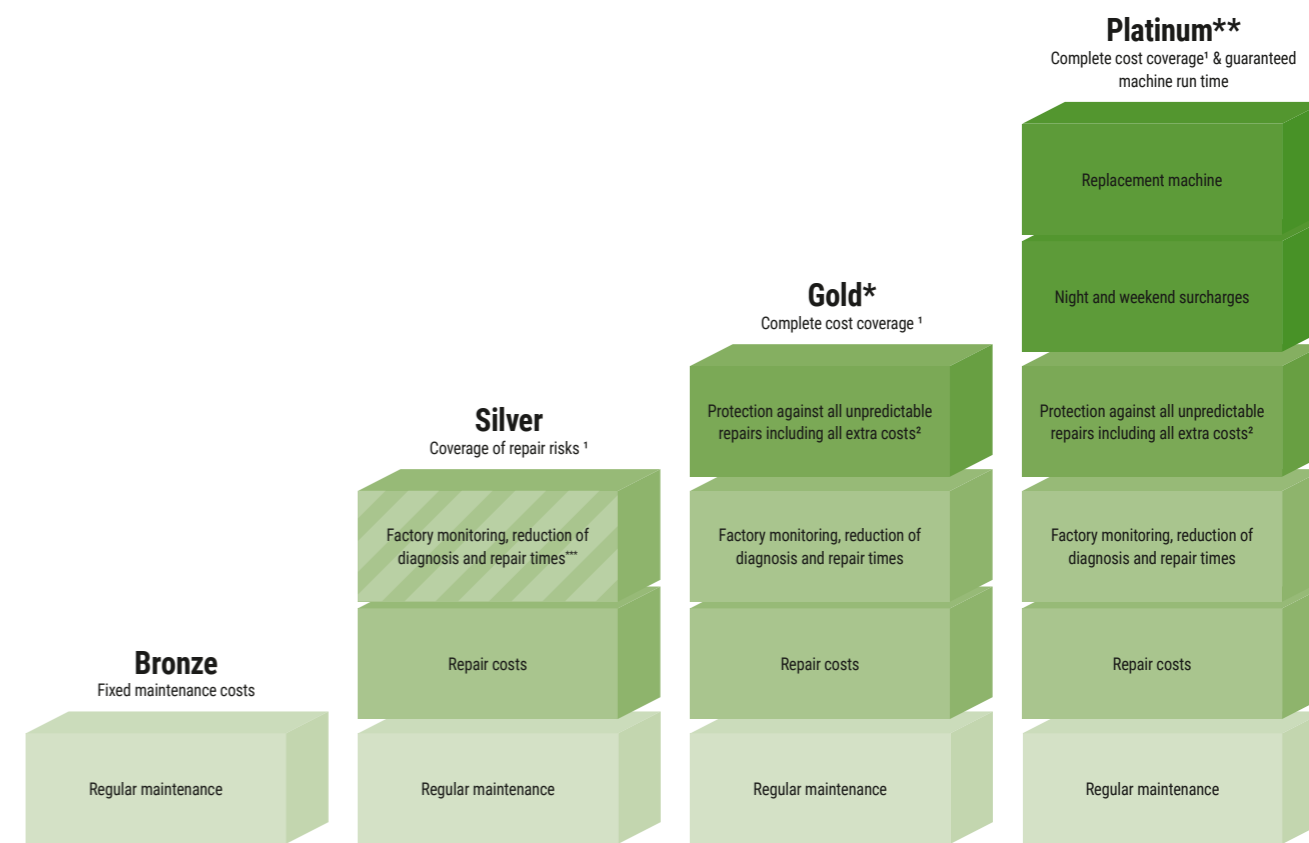 Platinum**
Complete cost coverage¹ & guaranteed
machine run time
Replacement machine
Night and weekend surcharges
Protection against all unpredictable
repairs including all extra costs²
Factory monitoring, reduction of
diagnosis and repair times
Repair costs
Regular maintenance
Gold*
Complete cost coverage ¹
Protection against all unpredictable
repairs including all extra costs²
Factory monitoring, reduction of
diagnosis and repair times
Repair costs
Regular maintenance
Silver
Coverage of repair risks ¹
Factory monitoring, reduction of
diagnosis and repair times***
Repair costs
Regular maintenance
Bronze
Fixed maintenance costs
Regular maintenance